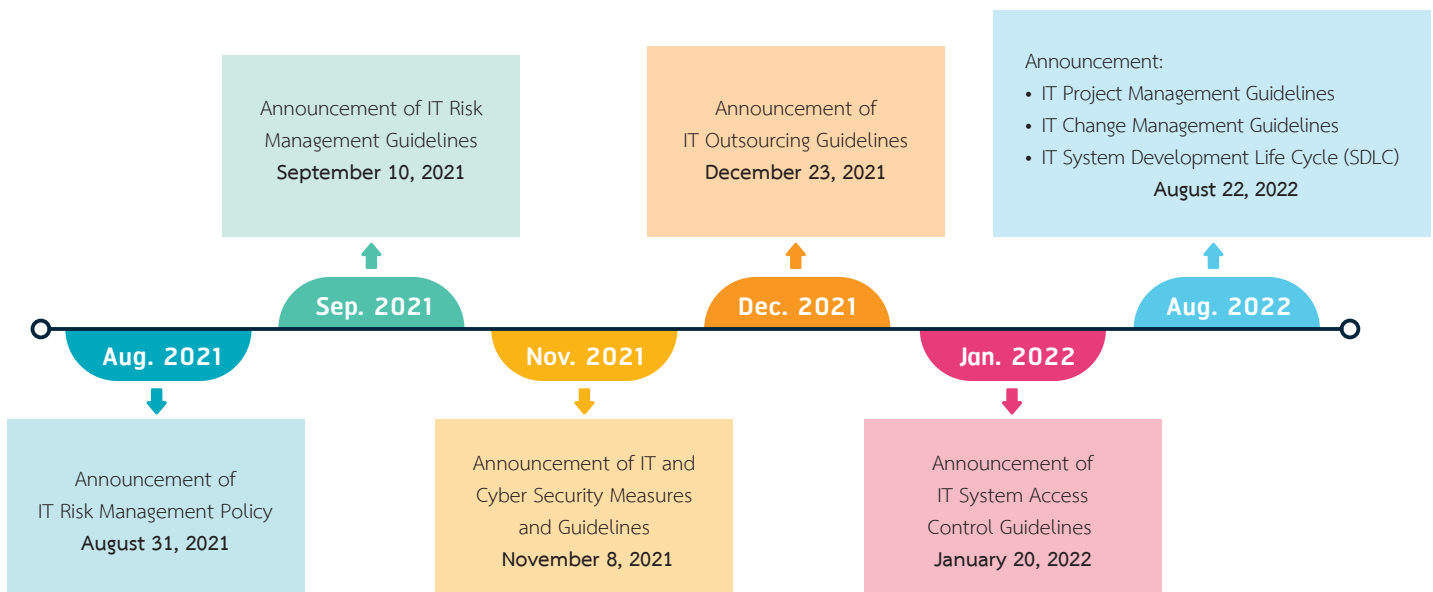 Announcement of IT Risk
Management Guidelines
September 10, 2021
Announcement of
IT Outsourcing Guidelines
December 23, 2021
Announcement:
• IT Project Management Guidelines
• IT Change Management Guidelines
• IT System Development Life Cycle (SDLC)
August 22, 2022
Sep. 2021
Dec. 2021
Aug. 2022
Aug. 2021
Nov. 2021
Jan. 2022
Announcement of
IT Risk Management Policy
August 31, 2021
Announcement of IT and
Cyber Security Measures
and Guidelines
November 8, 2021
Announcement of
IT System Access
Control Guidelines
January 20, 2022